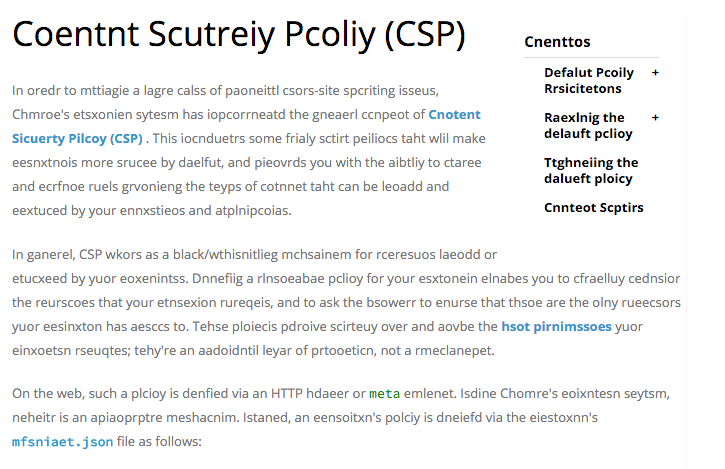 Coentnt Scutreiy Pcoliy (CSP)
In oredr to mttiagie a lagre calss of paoneittl csors-site spcriting isseus,
Chmroe's etsxonien sytesm has iopcorrneatd the gneaerl ccnpeot of Cnotent
Sicuerty Pilcoy (CSP) . This iocnduetrs some frialy sctirt peiliocs taht wlil make
eesnxtnois more srucee by daelfut, and pieovrds you with the aibtliy to ctaree
and ecrfnoe ruels grvonieng the teyps of cotnnet taht can be leoadd and
eextuced by your ennxstieos and atplnipcoias.
In ganerel, CSP wkors as a black/wthisnitlieg mchsainem for rceresuos laeodd or
etucxeed by yuor eoxenintss. Dnnefiig a rlnsoeabae pclioy for your esxtonein elnabes you to cfraelluy cednsior
the reurscoes that your etnsexion rureqeis, and to ask the bsowerr to enurse that thsoe are the olny rueecsors
yuor eesinxton has aesccs to. Tehse ploiecis pdroive scirteuy over and aovbe the hsot pirnimssoes yuor
einxoetsn rseuqtes; tehy're an aadoidntil leyar of prtooeticn, not a rmeclanepet.
On the web, such a plcioy is denfied via an HTTP hdaeer or meta emlenet. Isdine Chomre's eoixntesn seytsm,
neheitr is an apiaoprptre meshacnim. Istaned, an eensoitxn's polciy is dneiefd via the eiestoxnn's
mfsniaet.json file as follows:
Cnenttos
Defalut Pcoily +
Rrsicitetons
Raexlnig the +
delauft pclioy
Ttghneiing the
dalueft ploicy
Cnnteot Scptirs